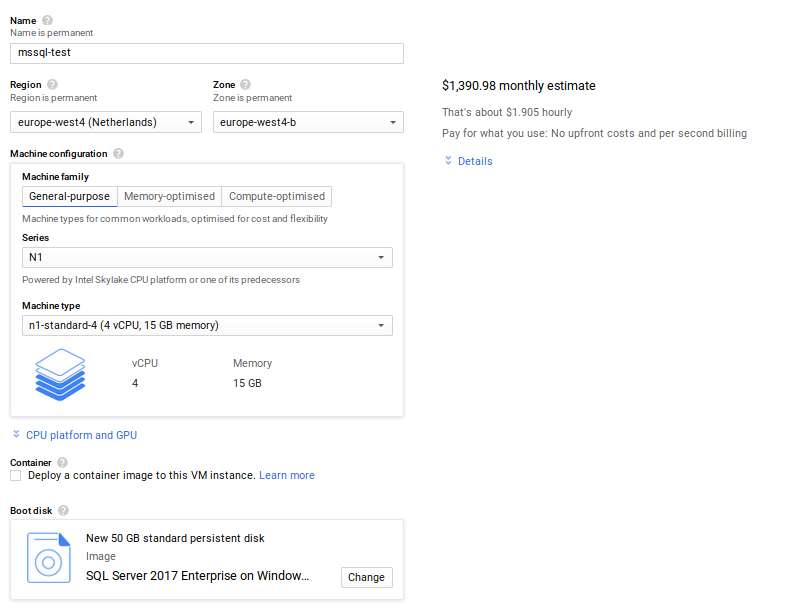 Name
Name is permanent
mssql-test
Region
Region is permanent
europe-west4 (Netherlands)
Zone
Zone is permanent
europe-west4-b
Machine configuration
Machine family
General-purpose Memory-optimised Compute-optimised
Machine types for common workloads, optimised for cost and flexibility
Series
N1
Powered by Intel Skylake CPU platform or one of its predecessors
Machine type
n1-standard-4 (4 vCPU, 15 GB memory)
vCPU
4
Memory
15 GB
CPU platform and GPU
Container
Deploy a container image to this VM instance. Learn more
Boot disk
New 50 GB standard persistent disk
Image
SQL Server 2017 Enterprise on Window...
Change
$1,390.98 monthly estimate
That's about $1.905 hourly
Pay for what you use: No upfront costs and per second billing
Details